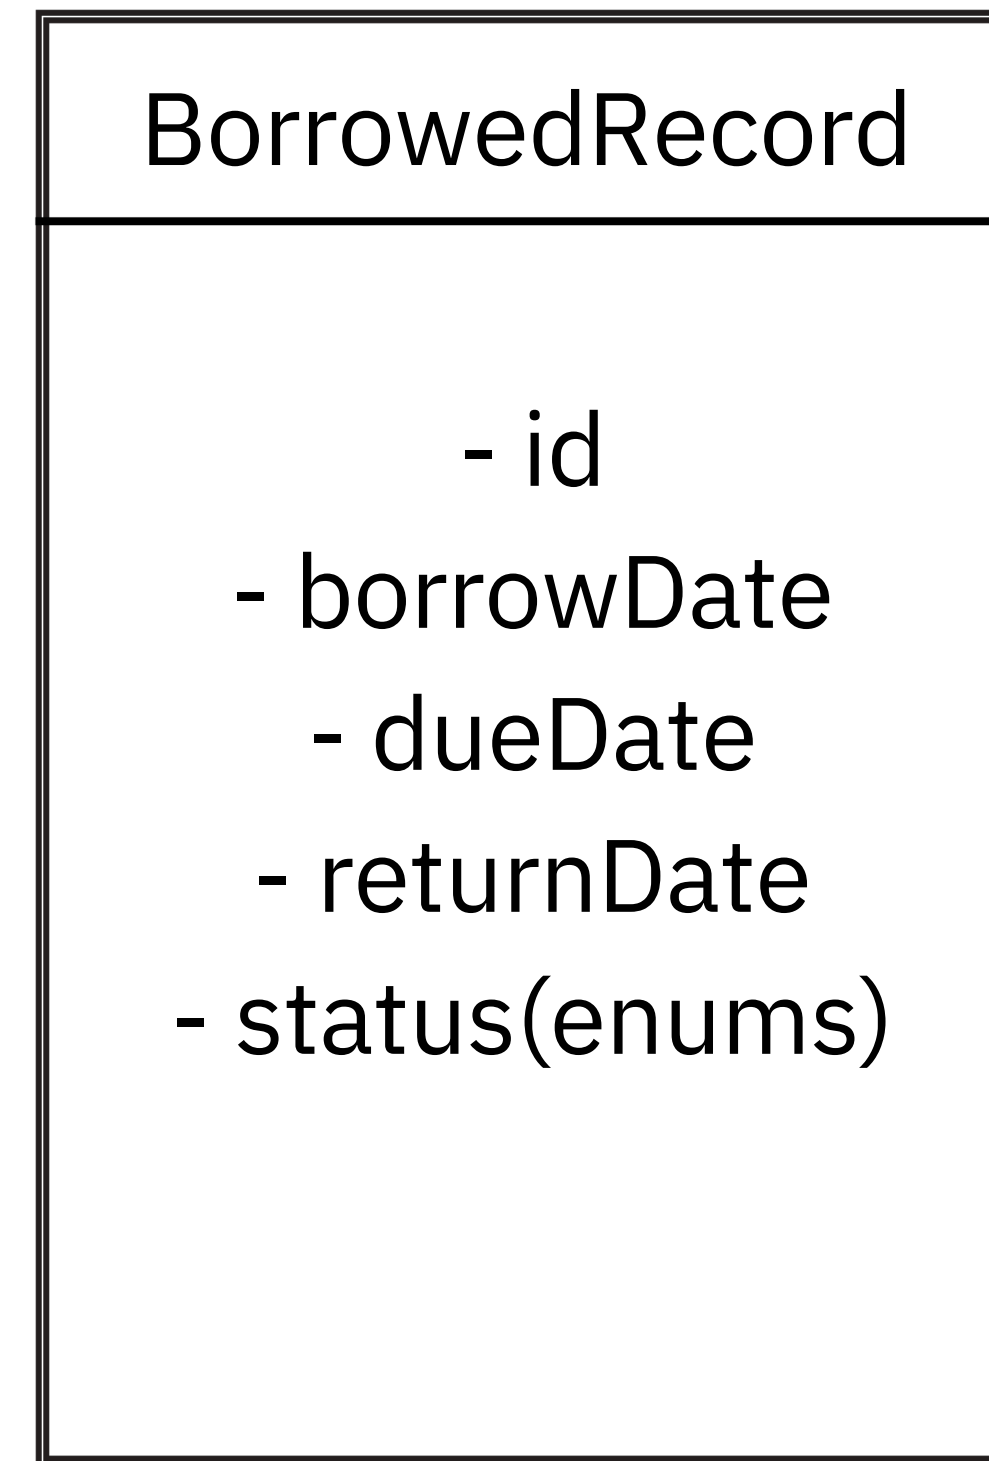 BorrowedRecord
- id
- borrowDate
- dueDate
- returnDate
- status(enums)